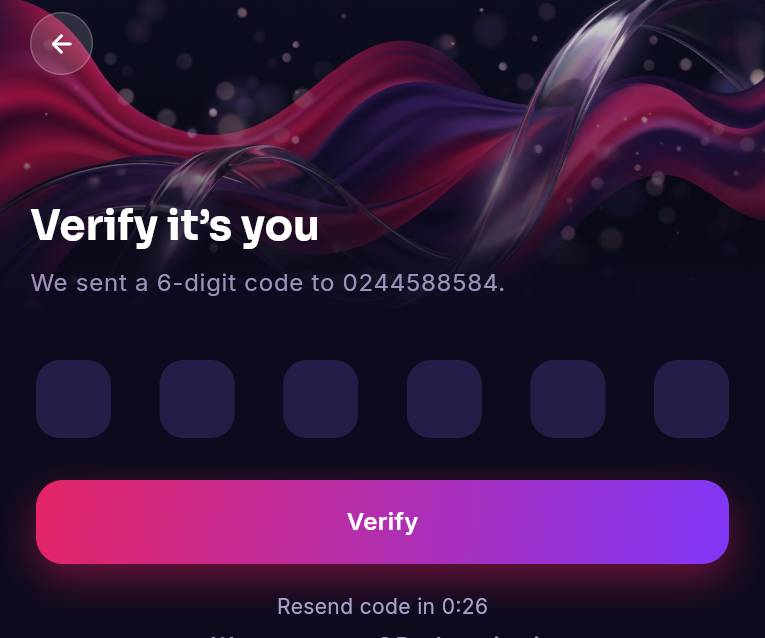 Verify it’s you
We sent a 6-digit code to 0244588584.
Verify
Resend code in 0:26